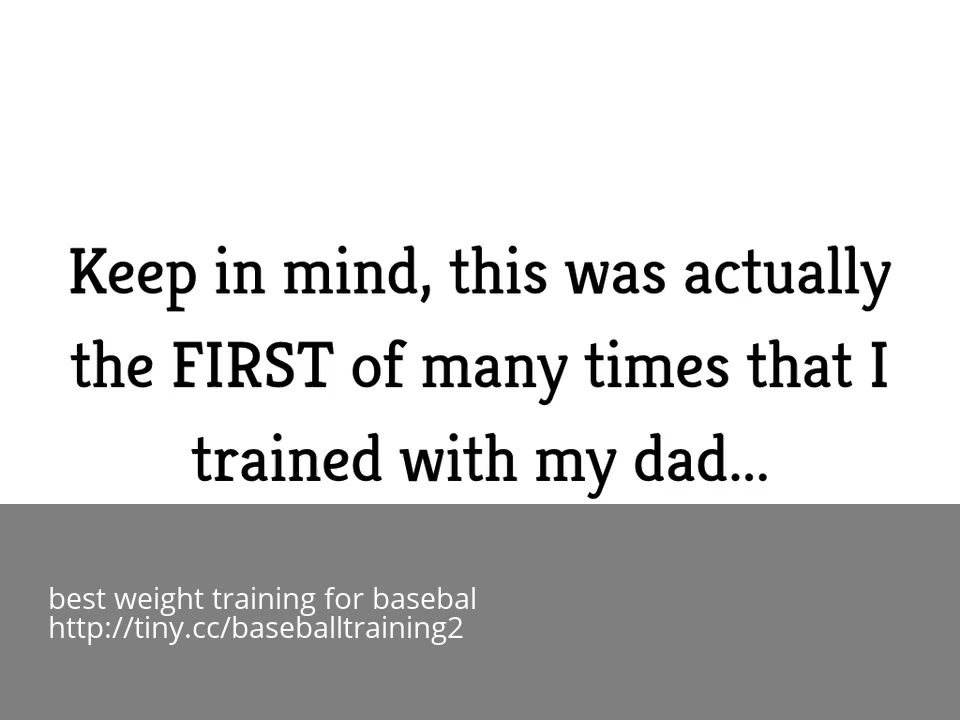 Keep in mind, this was actually
the FIRST of many times that I
trained with my dad...
best weight training for basebal
http://tiny.cc/baseballtraining2